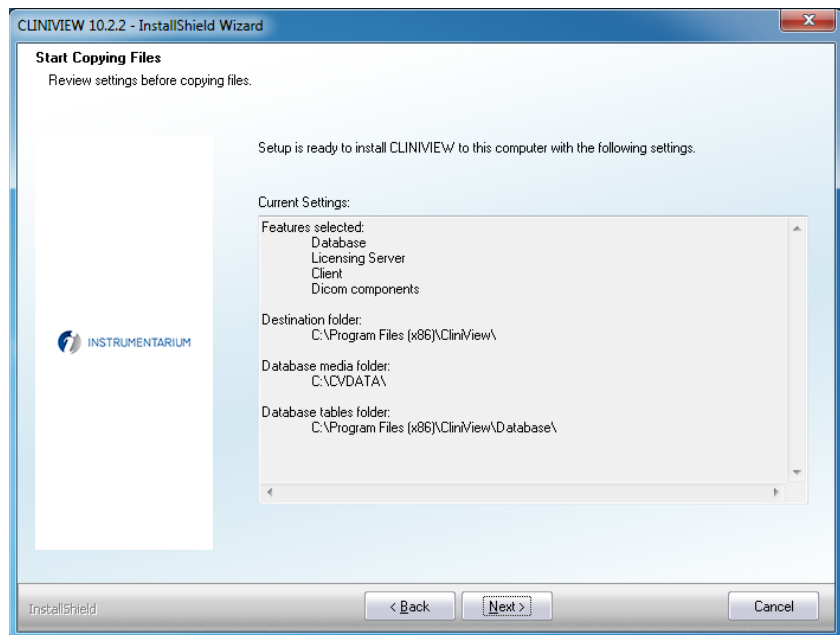 CLINIVIEW 10.2.2 - InstallShield Wizard
Start Copying Files
Review settings before copying files.
Setup is ready to install CLINIVIEW to this computer with the following settings.
Current Settings:
Features selected:
Database
Licensing Server
Client
Dicom components
Destination folder:
C:\Program Files (x86)\CliniView\
Database media folder:
C:\CVDATA\
Database tables folder:
C:\Program Files (x86)\CliniView\Database\
INSTRUMENTARIUM
InstallShield
< Back
Next >
Cancel